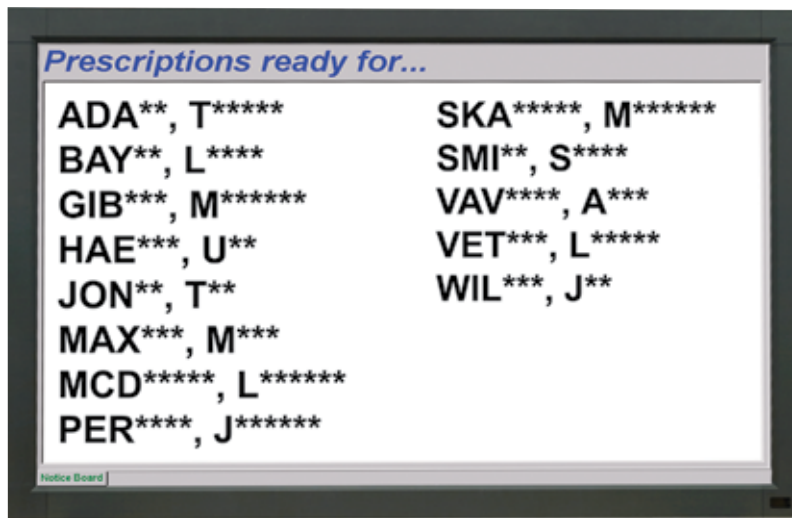 Prescriptions ready for...
ADA**, T*****
BAY**, L****
GIB***, M******
HAE***, U**
JON**, T**
MAX***, M***
MCD*****, L******
PER****, J******
SKA*****, M******
SMI**, S****
VAV****, A***
VET***, L*****
WIL***, J**
Notice Board